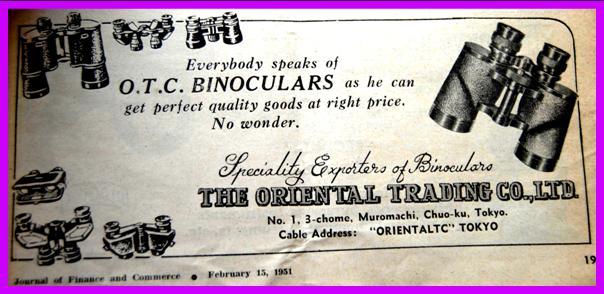 Everybody speaks of
O.T.C. BINOCULARS as he can
get perfect quality goods at right price.
No wonder.
Speciality Exporters of Binoculars
THE ORIENTAL TRADING CO., LTD.
No. 1, 3-chome, Muromachi, Chuo-ku, Tokyo.
Cable Address: "ORIENTALTC" TOKYO
Journal of Finance and Commerce ● February 15, 1951
19